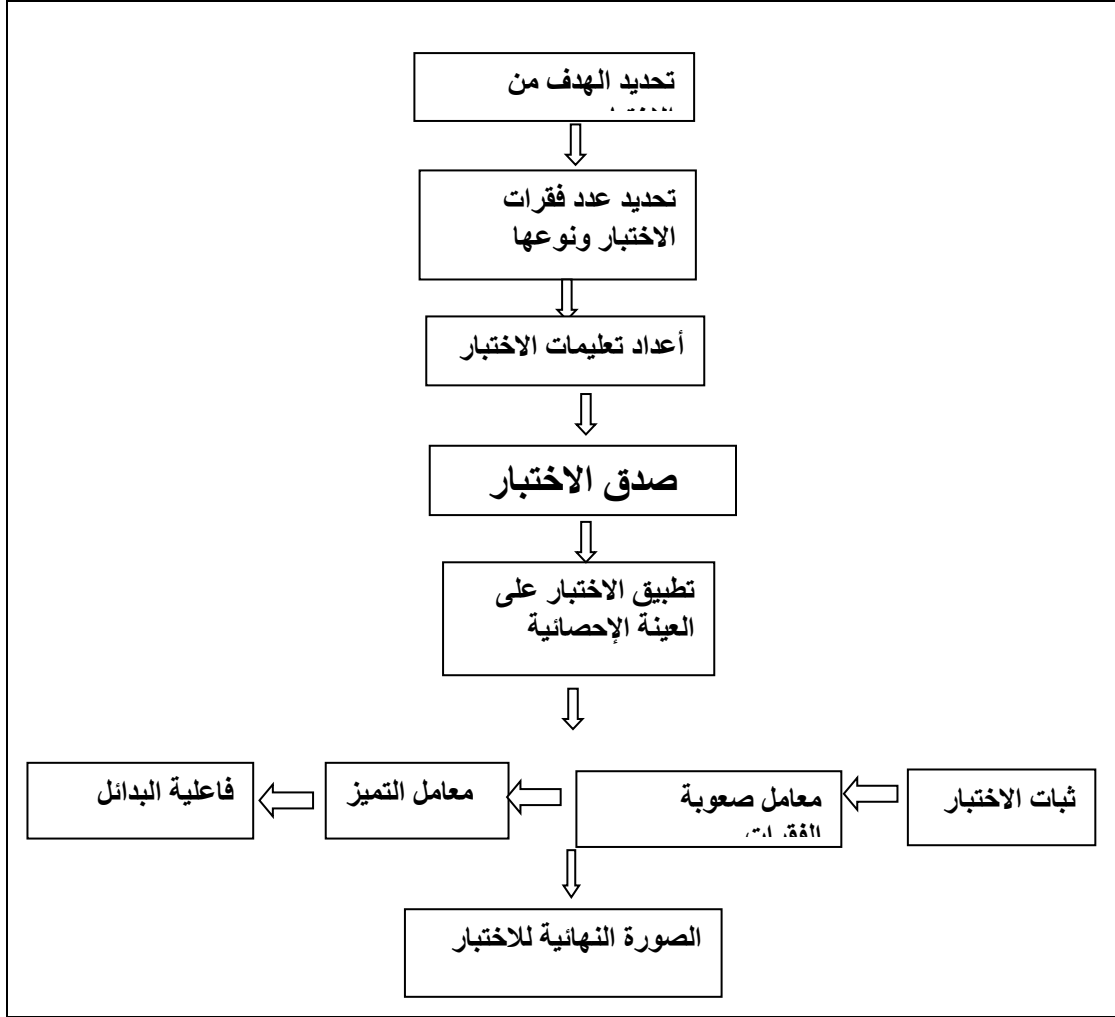 تحديد الهدف من
تحديد عدد فقرات
الاختبار ونوعها
أعداد تعليمات الاختبار
صدق الاختبار
تطبيق الاختبار على
العينة الإحصائية
ثبات الاختبار
معامل صعوبة
معامل التميز
فاعلية البدائل
الصورة النهائية للاختبار